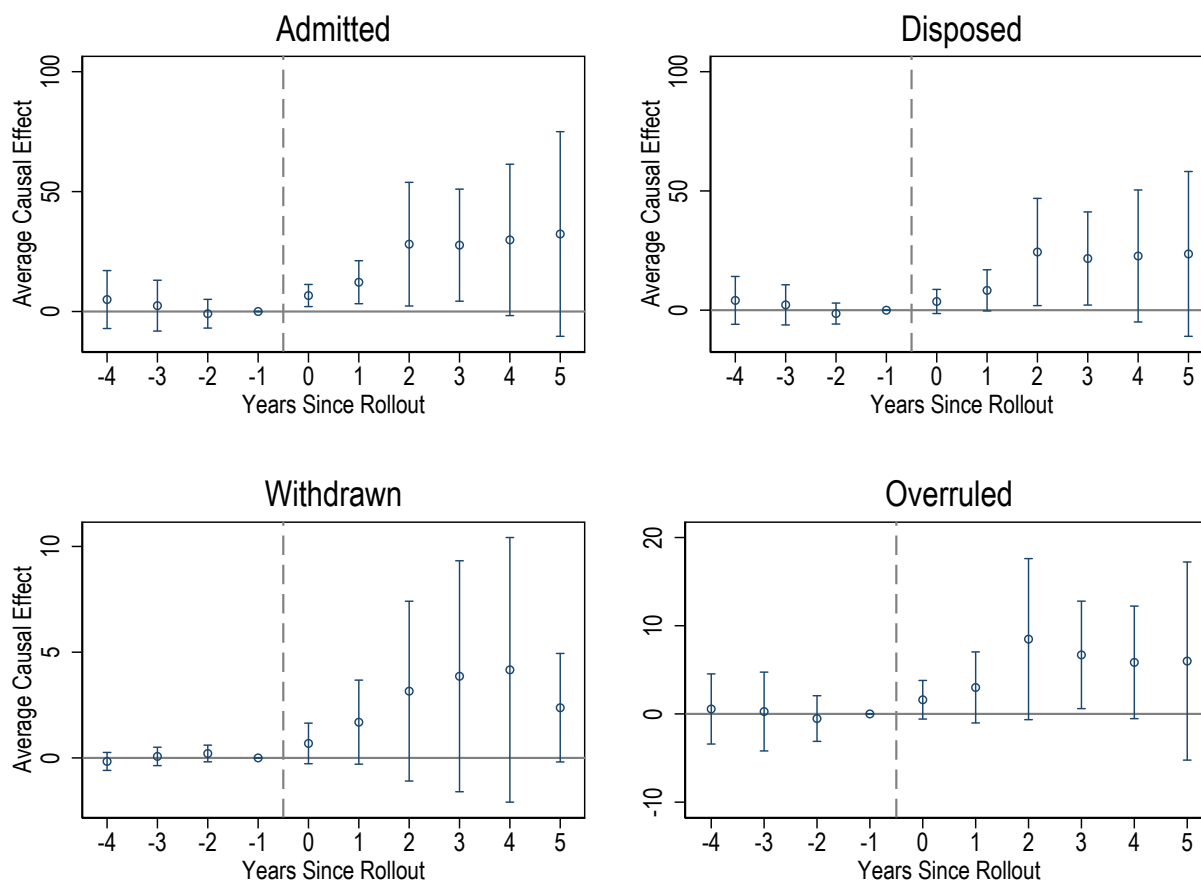 Admitted
Average Causal Effect
100
50
0
-4 -3 -2 -1 0 1 2 3 4 5
Years Since Rollout
Disposed
Average Causal Effect
100
50
0
-4 -3 -2 -1 0 1 2 3 4 5
Years Since Rollout
Withdrawn
Average Causal Effect
10
5
0
-4 -3 -2 -1 0 1 2 3 4 5
Years Since Rollout
Overruled
20
10
0
-10
-4 -3 -2 -1 0 1 2 3 4 5
Years Since Rollout